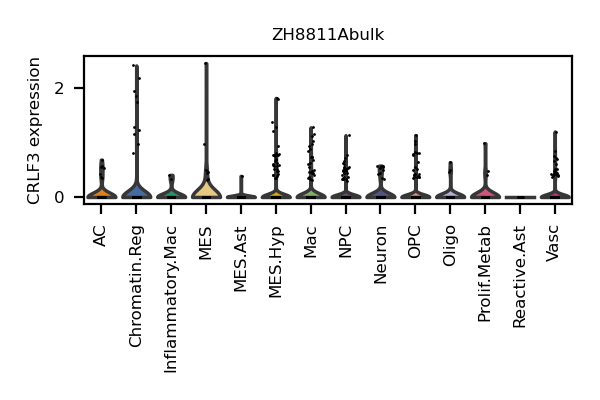 ZH8811Abulk
CRLF3 expression
2
0
AC
Chromatin.Reg
Inflammatory.Mac
MES
MES.Ast
MES.Hyp
Mac
NPC
Neuron
OPC
Oligo
Prolif.Metab
Reactive.Ast
Vasc